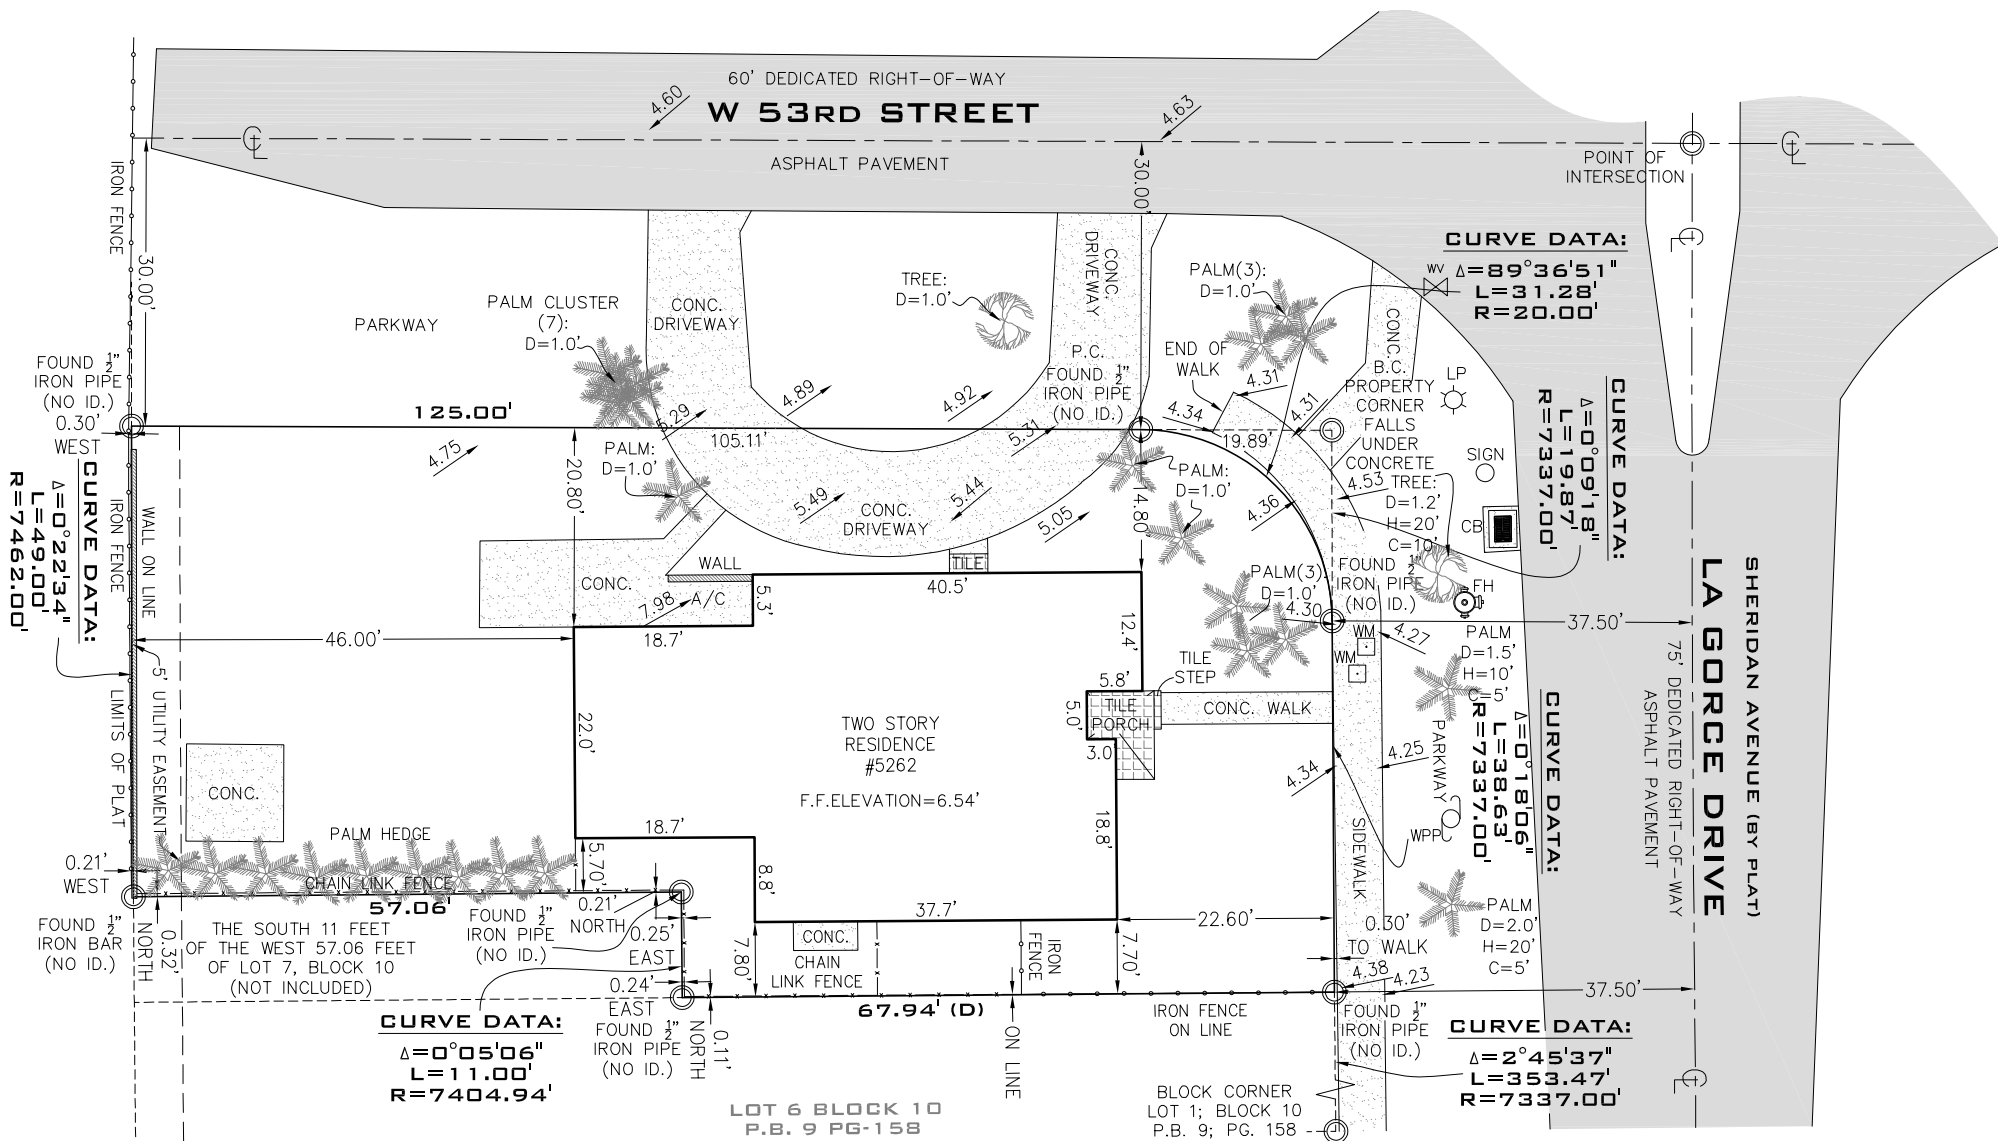 60' DEDICATED RIGHT-OF-WAY
W 53RD STREET
4.60
4.63
ASPHALT PAVEMENT
POINT OF
INTERSECTION
IRON FENCE
30.00'
30.00'
CURVE DATA:
Δ=89°36'51"
L=31.28'
R=20.00'
WV
PALM(3):
D=1.0'
TREE:
D=1.0'
CONC.
DRIVEWAY
CONC.
DRIVEWAY
CONC.
PALM CLUSTER
(7):
D=1.0'
PARKWAY
END OF
WALK
P.C.
FOUND ½"
IRON PIPE
(NO ID.)
B.C.
PROPERTY
CORNER
FALLS
UNDER
CONCRETE
LP
FOUND ½"
IRON PIPE
(NO ID.)
0.30'
WEST
125.00'
105.11'
19.89'
4.89
4.92
5.29
5.31
4.31
4.34
4.31
4.75
CURVE DATA:
Δ=0°09'18"
L=19.87'
R=7337.00'
PALM:
D=1.0'
PALM:
D=1.0'
SIGN
20.80'
14.80'
5.49
5.44
5.05
4.53
4.36
TREE:
D=1.2'
H=20'
C=10'
CB
CONC.
DRIVEWAY
CURVE DATA:
Δ=0°22'34"
L=49.00'
R=7462.00'
WALL ON LINE
IRON FENCE
WALL
TILE
CONC.
7.98
A/C
5.3'
40.5'
PALM(3):
D=1.0'
4.30
FOUND ½"
IRON PIPE
(NO ID.)
FH
SHERIDAN AVENUE (BY PLAT)
LA GORCE DRIVE
75' DEDICATED RIGHT-OF-WAY
ASPHALT PAVEMENT
46.00'
18.7'
12.4'
37.50'
WM
WM
4.27
PALM
D=1.5'
H=10'
C=5'
TILE
STEP
5.8'
5.0'
TILE
PORCH
3.0'
CONC. WALK
5' UTILITY EASEMENT
LIMITS OF PLAT
22.0'
TWO STORY
RESIDENCE
#5262
F.F.ELEVATION=6.54'
4.34
4.25
PARKWAY
CURVE DATA:
Δ=0°18'06"
L=38.63'
R=7337.00'
CONC.
18.7'
18.8'
SIDEWALK
WPP
PALM HEDGE
5.70'
8.8'
0.21'
WEST
CHAIN LINK FENCE
57.06'
0.21'
NORTH
37.7'
22.60'
PALM
D=2.0'
H=20'
C=5'
FOUND ½"
IRON BAR
(NO ID.)
NORTH
0.32'
THE SOUTH 11 FEET
OF THE WEST 57.06 FEET
OF LOT 7, BLOCK 10
(NOT INCLUDED)
FOUND ½"
IRON PIPE
(NO ID.)
0.25'
EAST
7.80'
CONC.
CHAIN
LINK FENCE
IRON
FENCE
7.70'
0.30'
TO WALK
4.38
4.23
37.50'
0.24'
EAST
67.94' (D)
CURVE DATA:
Δ=0°05'06"
L=11.00'
R=7404.94'
FOUND ½"
IRON PIPE
(NO ID.)
NORTH
0.11'
ON LINE
IRON FENCE
ON LINE
FOUND ½"
IRON PIPE
(NO ID.)
CURVE DATA:
Δ=2°45'37"
L=353.47'
R=7337.00'
LOT 6 BLOCK 10
P.B. 9 PG-158
BLOCK CORNER
LOT 1; BLOCK 10
P.B. 9; PG. 158